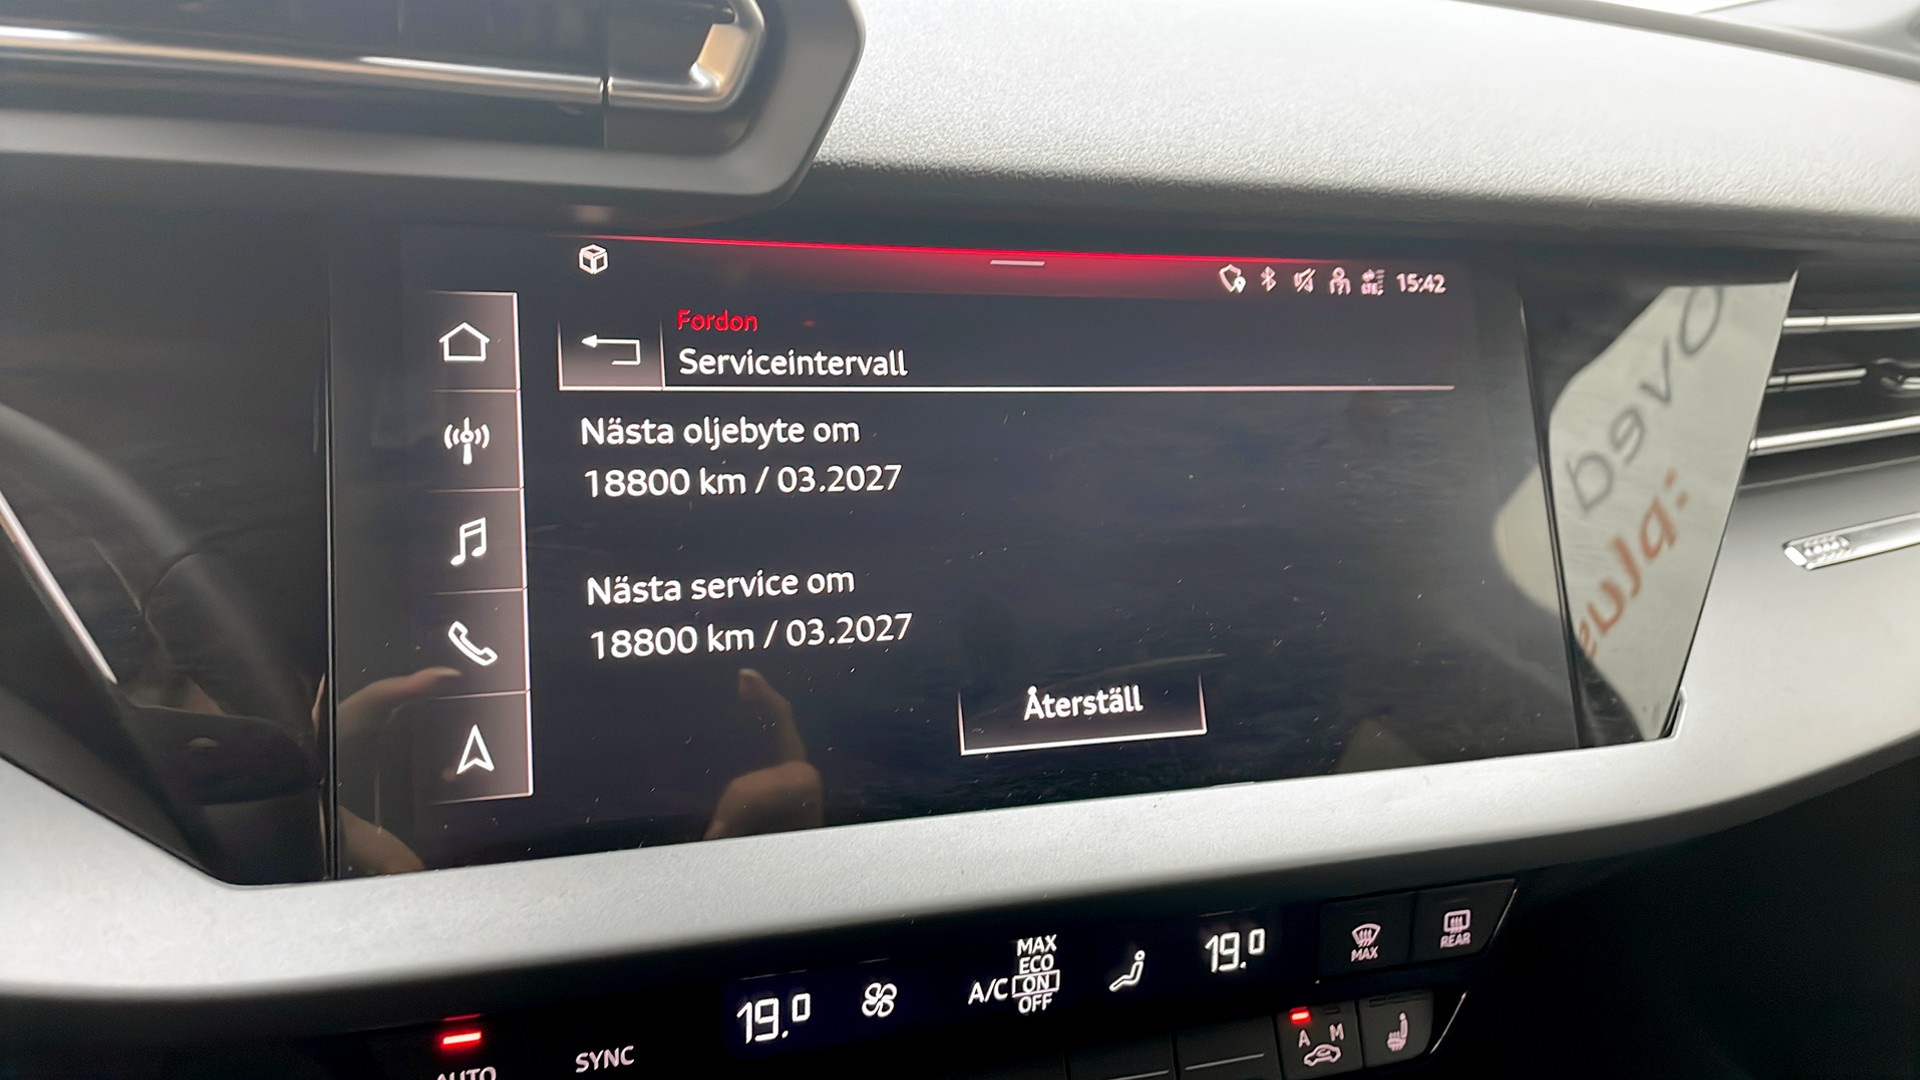 15:42
Fordon
Serviceintervall
Nästa oljebyte om
18800 km / 03.2027
Nästa service om
18800 km / 03.2027
Återställ
MAX
ECO
A/C ON
OFF
19.0
19.0
MAX
REAR
AUTO
SYNC
A M